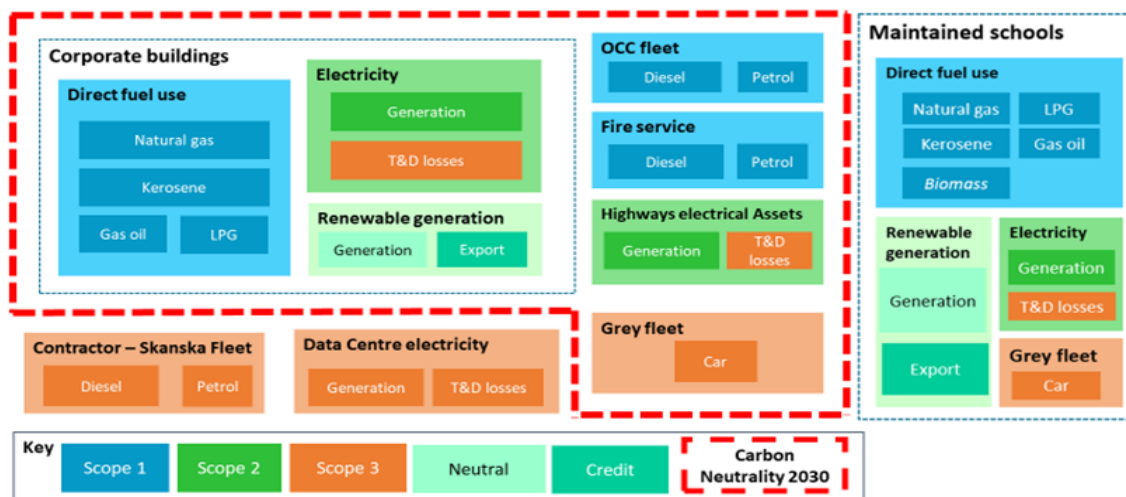 Corporate buildings
Direct fuel use
Natural gas
Kerosene
Gas oil
LPG
Electricity
Generation
T&D losses
Renewable generation
Generation
Export
OCC fleet
Diesel
Petrol
Fire service
Diesel
Petrol
Highways electrical Assets
Generation
T&D
losses
Grey fleet
Car
Contractor – Skanska Fleet
Diesel
Petrol
Data Centre electricity
Generation
T&D losses
Maintained schools
Direct fuel use
Natural gas
LPG
Kerosene
Gas oil
Biomass
Renewable
generation
Generation
Export
Electricity
Generation
T&D losses
Grey fleet
Car
Key
Scope 1
Scope 2
Scope 3
Neutral
Credit
Carbon
Neutrality 2030